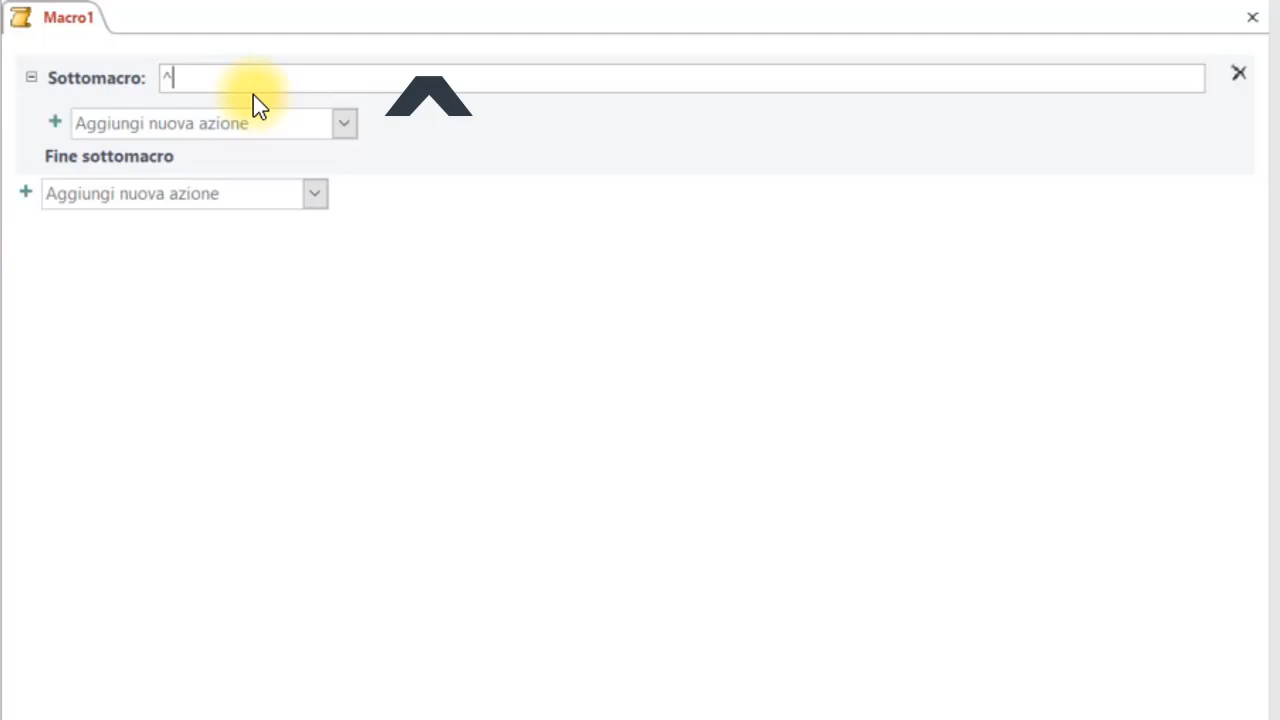 Macro1
Sottomacro: ^
^
Aggiungi nuova azione
Fine sottomacro
Aggiungi nuova azione